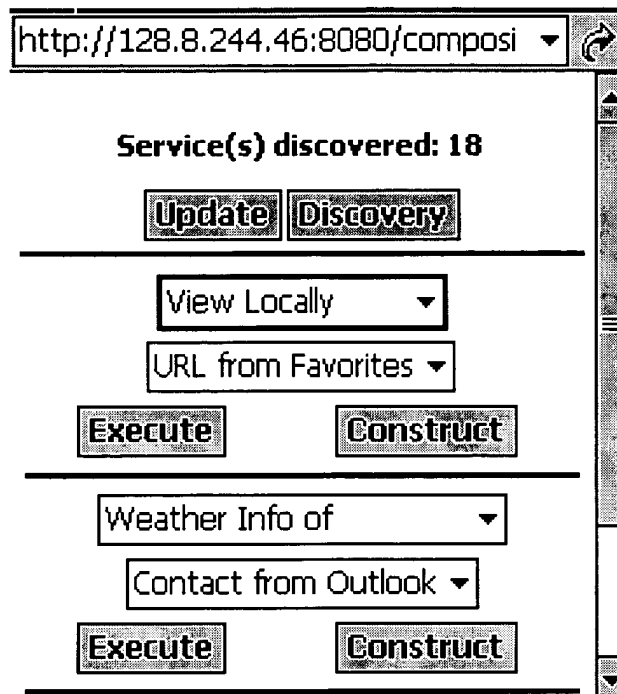 http://128.8.244.46:8080/composi
Service(s) discovered: 18
Update Discovery
View Locally
URL from Favorites
Execute Construct
Weather Info of
Contact from Outlook
Execute Construct